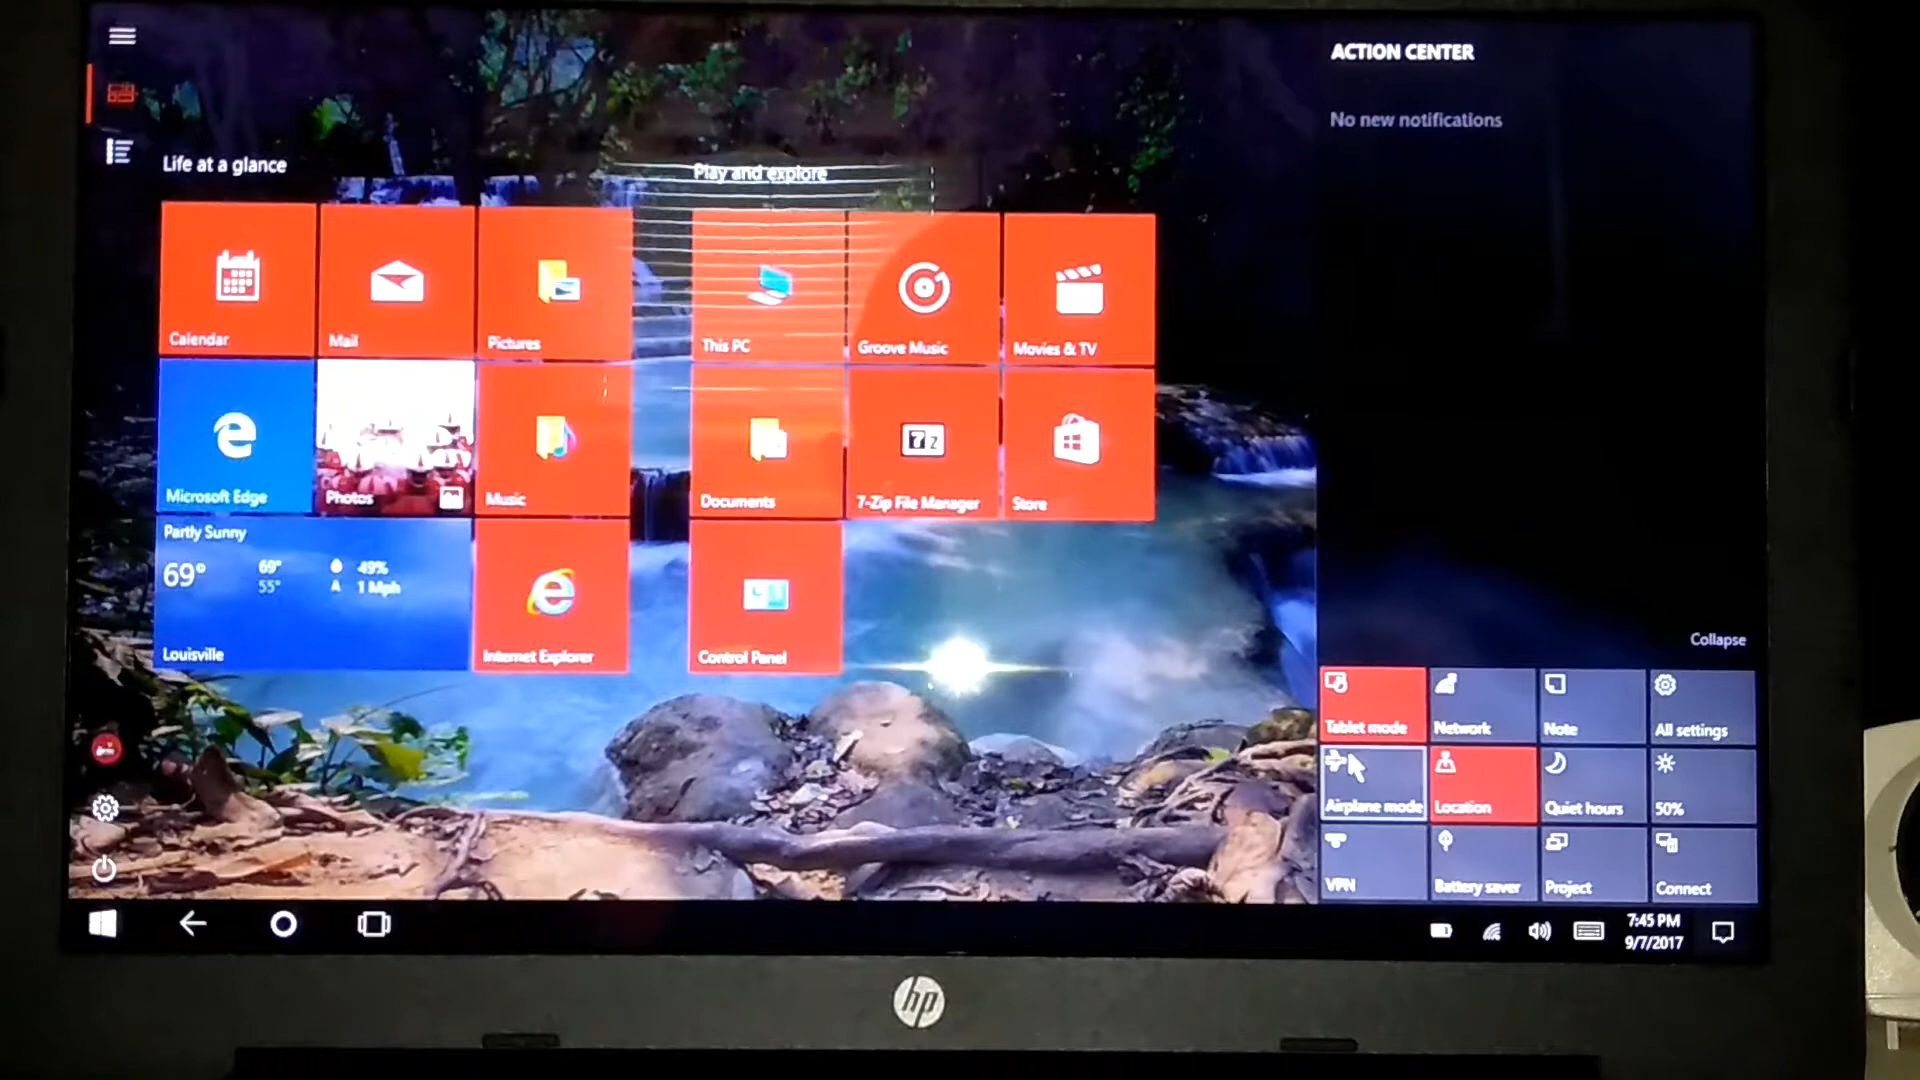 ACTION CENTER
No new notifications
Life at a glance
Play and explore
Calendar
Mail
Pictures
This PC
Groove Music
Movies & TV
Microsoft Edge
Photos
Music
Documents
7z
7-Zip File Manager
Store
Partly Sunny
69°
69°
55°
49%
1 Mph
Louisville
Internet Explorer
Control Panel
Collapse
Tablet mode
Network
Note
All settings
Airplane mode
Location
Quiet hours
50%
VPN
Battery saver
Project
Connect
7:45 PM
9/7/2017
hp